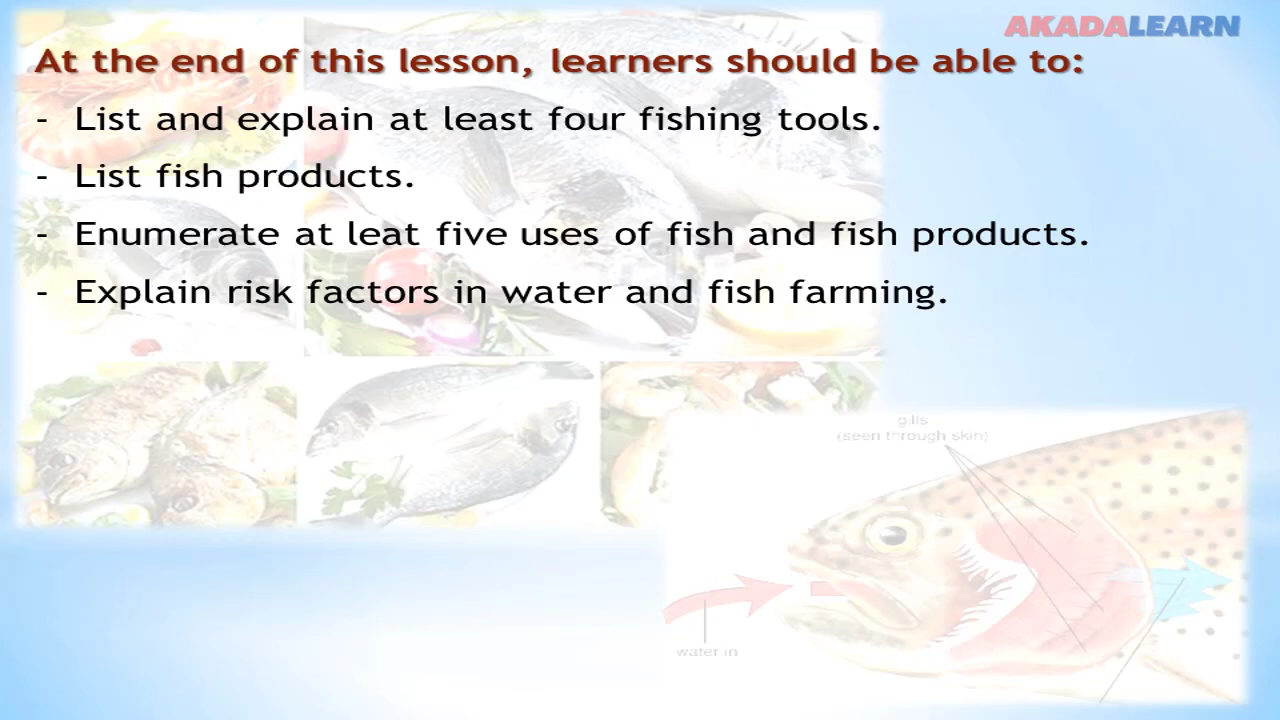 AKADALEARN
At the end of this lesson, learners should be able to:
- List and explain at least four fishing tools.
- List fish products.
- Enumerate at leat five uses of fish and fish products.
- Explain risk factors in water and fish farming.
gills
(seen through skin)
water in